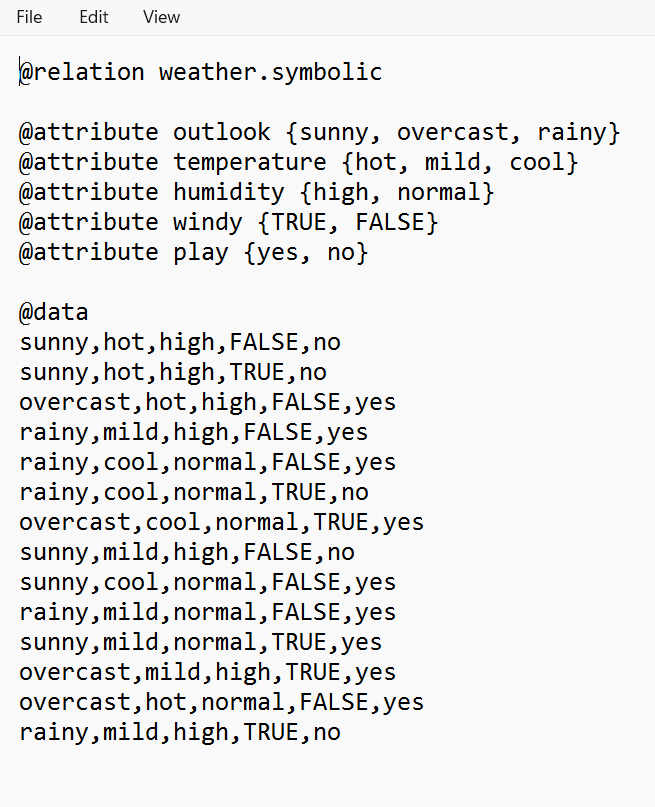 File Edit View
@relation weather.symbolic
@attribute outlook {sunny, overcast, rainy}
@attribute temperature {hot, mild, cool}
@attribute humidity {high, normal}
@attribute windy {TRUE, FALSE}
@attribute play {yes, no}
@data
sunny,hot,high,FALSE,no
sunny,hot,high,TRUE,no
overcast,hot,high,FALSE,yes
rainy,mild,high,FALSE,yes
rainy,cool,normal,FALSE,yes
rainy,cool,normal,TRUE,no
overcast,cool,normal,TRUE,yes
sunny,mild,high,FALSE,no
sunny,cool,normal,FALSE,yes
rainy,mild,normal,FALSE,yes
sunny,mild,normal,TRUE,yes
overcast,mild,high,TRUE,yes
overcast,hot,normal,FALSE,yes
rainy,mild,high,TRUE,no